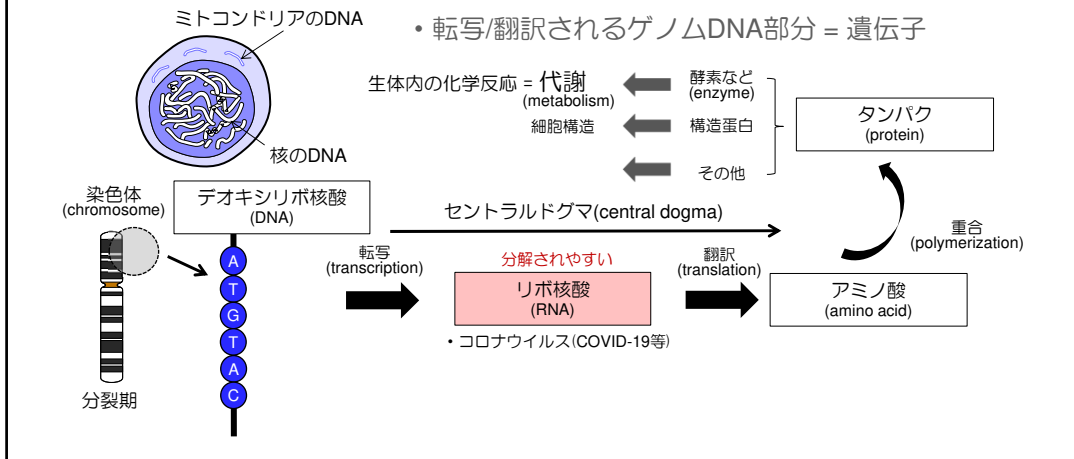 ミトコンドリアのDNA
• 転写/翻訳されるゲノムDNA部分 = 遺伝子
生体内の化学反応 = 代謝
(metabolism)
酵素など
(enzyme)
細胞構造
構造蛋白
その他
タンパク
(protein)
核のDNA
染色体
(chromosome)
デオキシリボ核酸
(DNA)
セントラルドグマ(central dogma)
重合
(polymerization)
転写
(transcription)
分解されやすい
リボ核酸
(RNA)
翻訳
(translation)
アミノ酸
(amino acid)
• コロナウイルス(COVID-19等)
A
T
G
T
A
C
分裂期